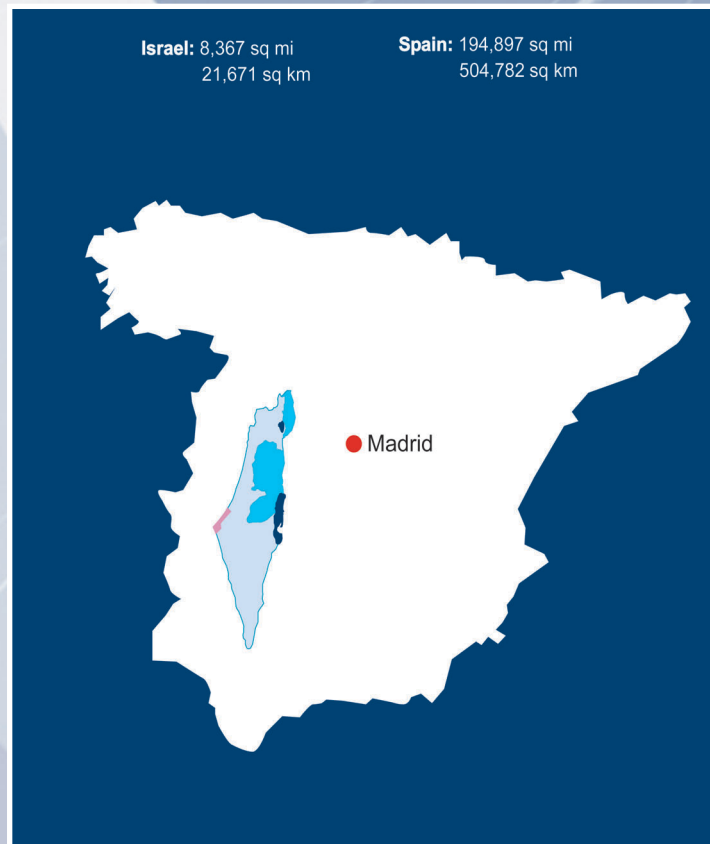 Israel: 8,367 sq mi
21,671 sq km
Spain: 194,897 sq mi
504,782 sq km
Madrid